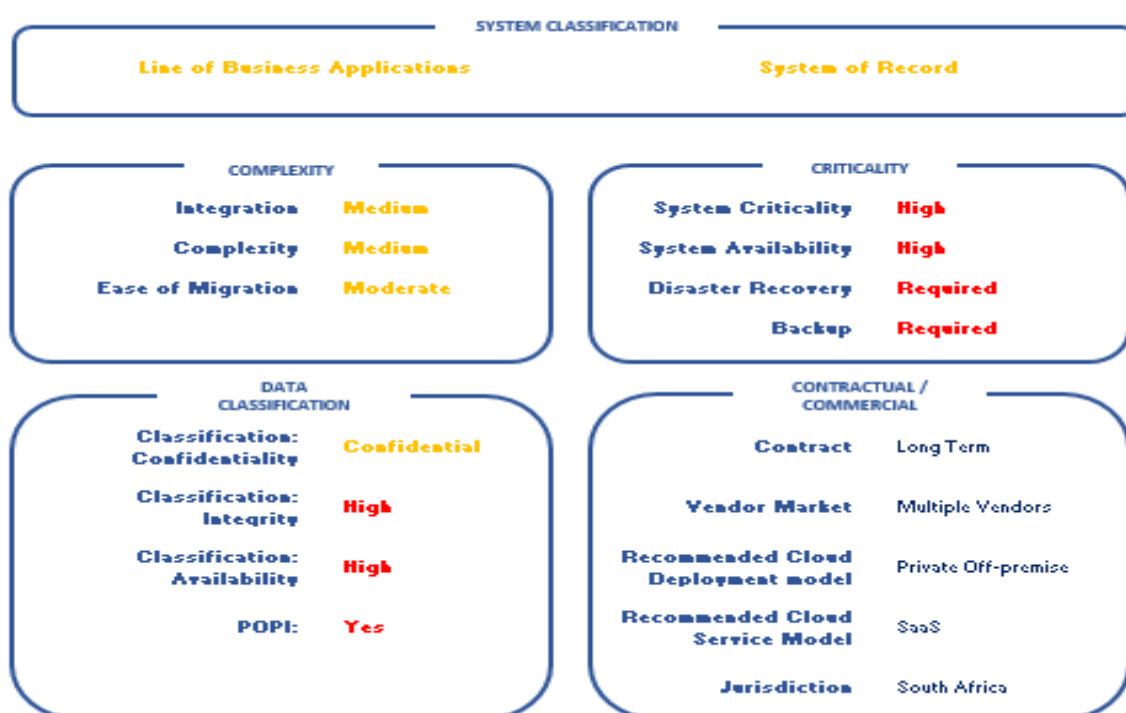 SYSTEM CLASSIFICATION
Line of Business Applications System of Record
COMPLEXITY
Integration Medium
Complexity Medium
Ease of Migration Moderate
CRITICALITY
System Criticality High
System Availability High
Disaster Recovery Required
Backup Required
DATA
CLASSIFICATION
Classification:
Confidentiality Confidential
Classification:
Integrity High
Classification:
Availability High
POPI: Yes
CONTRACTUAL /
COMMERCIAL
Contract Long Term
Vendor Market Multiple Vendors
Recommended Cloud
Deployment model Private Off-premise
Recommended Cloud
Service Model SaaS
Jurisdiction South Africa